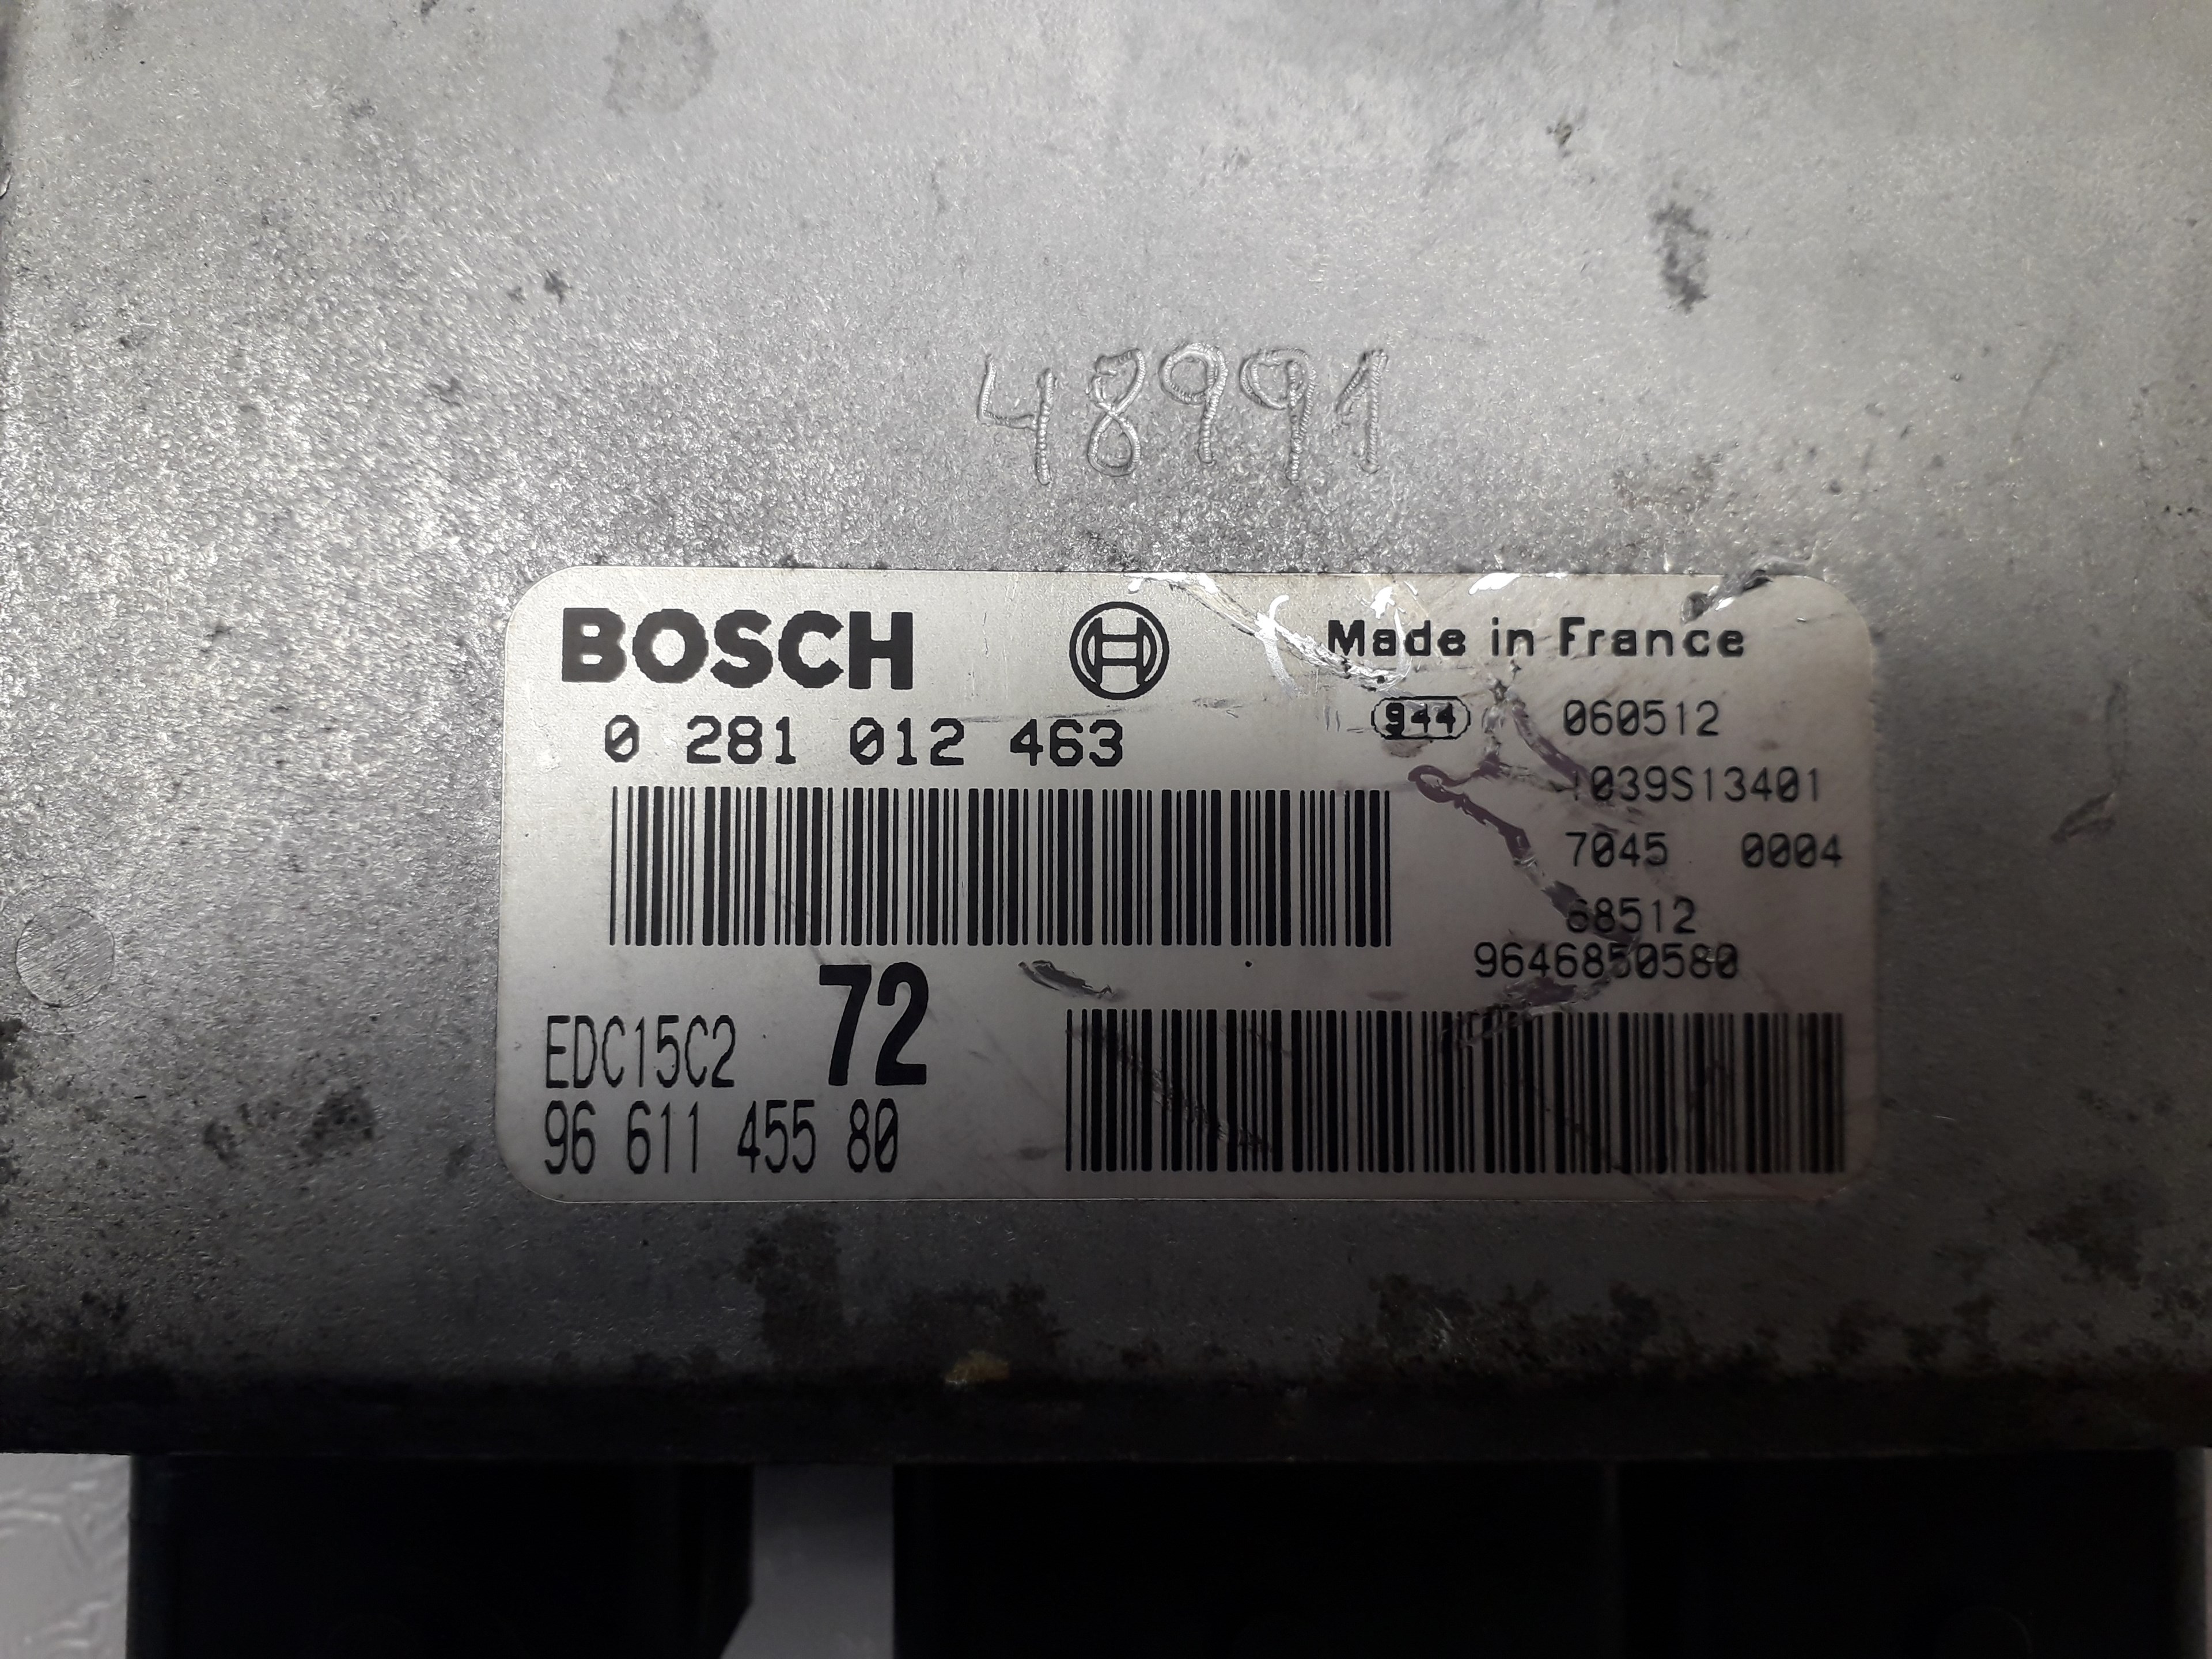 48991
BOSCH
Made in France
0 281 012 463
944 060512
1039S13401
7045 0004
68512
9646850580
72
EDC15C2
96 611 455 80